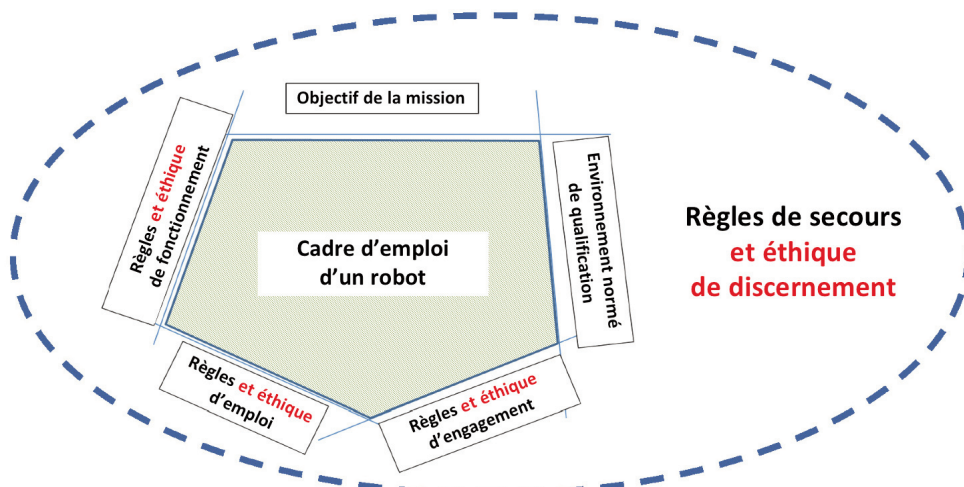 Objectif de la mission
Règles et éthique
de fonctionnement
Environnement normé
de qualification
Cadre d’emploi
d’un robot
Règles de secours
et éthique
de discernement
Règles et éthique
d’emploi
Règles et éthique
d’engagement